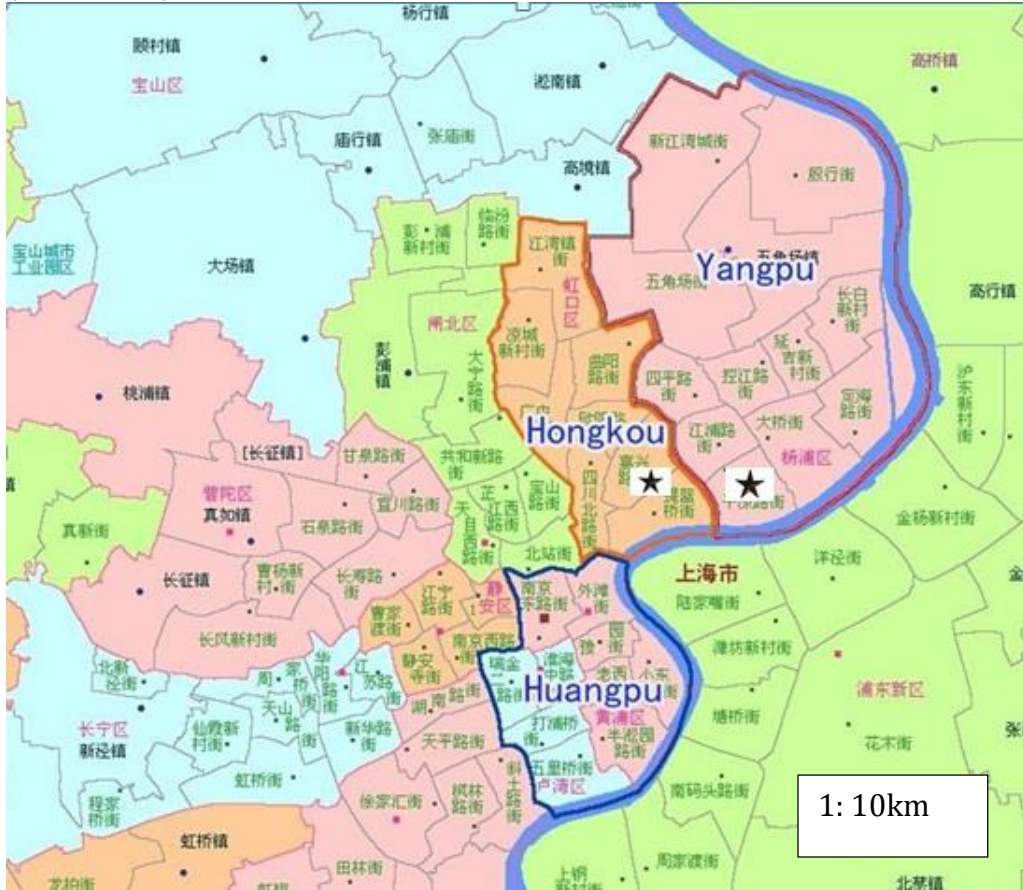 杨行镇
顾村镇
宝山区
淞南镇
高桥镇
庙行镇
张庙街
高境镇
新江湾城街
殷行街
宝山城市
工业园区
大场镇
彭浦
新村街
临汾
路街
江湾镇
街
虹口区
Yangpu
五角场街
高行镇
长白
新村
街
闸北区
凉城
新村街
曲阳
路街
延
吉新
村街
彭浦镇
大宁路街
四平路
街
控江路
街
定海
路街
沪东新村街
桃浦镇
江浦路
街
大桥街
杨浦区
Hongkou
[长征镇]
甘泉路街
共和新路
街
嘉兴
普陀区
真如镇
宜川路街
石泉路街
芷江西路街
宝山
路街
四川北路街
天目西路街
真新街
金杨新村街
北站街
洋泾街
上海市
长征镇
曹杨新
村街
长寿路
街
江宁
路街
静安区
南京
东路街
外滩
街
陆家嘴街
曹家
渡街
长风新村街
南京西路
街
豫园街
潍坊新村街
北新
泾街
周家桥街
华阳路街
江苏路街
静安
寺街
瑞金
二路街
淮海
中路
老西
小东
Huangpu
浦东新区
湖南路街
天山路街
仙霞新
村街
新华路
街
打浦桥
街
黄浦区
半淞园
路街
塘桥街
长宁区
新泾镇
天平路街
花木街
虹桥街
五里桥街
卢湾区
斜土路街
枫林
路街
徐家汇街
南码头路街
程家
桥街
1: 10km
虹桥镇
田林街
周家渡街
龙柏街
上钢
北蔡镇